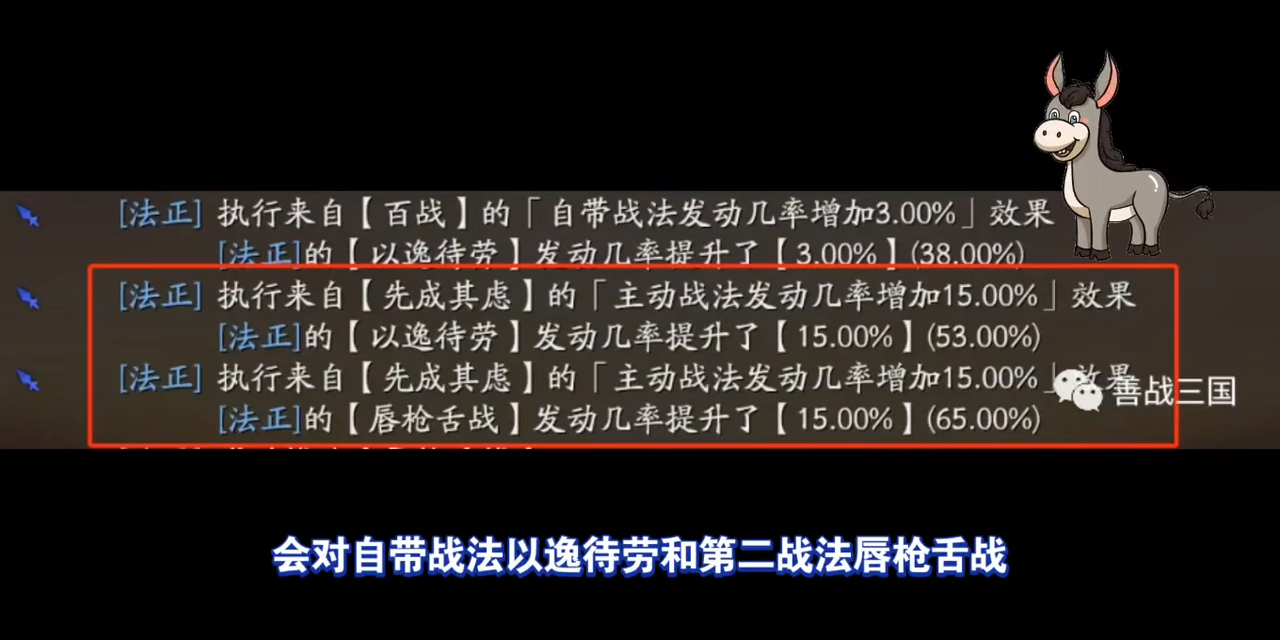 [法正] 执行来自【百战】的「自带战法发动几率增加3.00%」效果
[法正]的【以逸待劳】发动几率提升了【3.00%】(38.00%)
[法正] 执行来自【先成其虑】的「主动战法发动几率增加15.00%」效果
[法正]的【以逸待劳】发动几率提升了【15.00%】(53.00%)
[法正] 执行来自【先成其虑】的「主动战法发动几率增加15.00%」效果
善战三国
[法正]的【唇枪舌战】发动几率提升了【15.00%】(65.00%)
会对自带战法以逸待劳和第二战法唇枪舌战